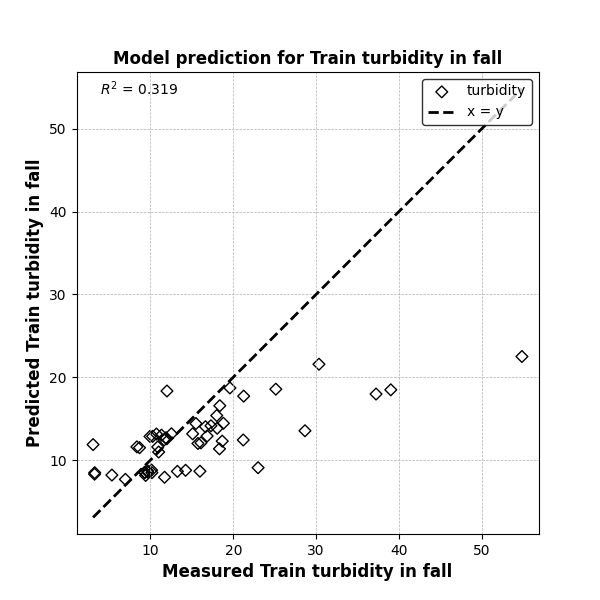 Model prediction for Train turbidity in fall
R² = 0.319
turbidity
x = y
50
40
30
20
10
Predicted Train turbidity in fall
10 20 30 40 50
Measured Train turbidity in fall